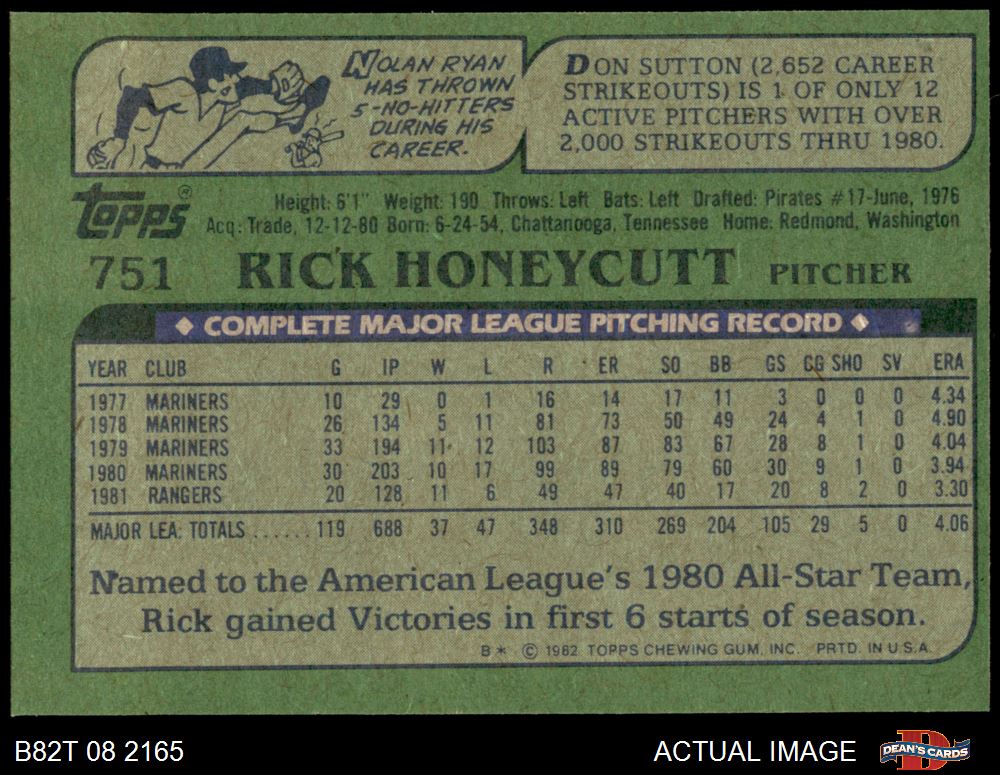 NOLAN RYAN
HAS THROWN
5-NO-HITTERS
DURING HIS
CAREER.
DON SUTTON (2,652 CAREER
STRIKEOUTS) IS 1 OF ONLY 12
ACTIVE PITCHERS WITH OVER
2,000 STRIKEOUTS THRU 1980.
TOPPS®
Height: 6'1" Weight: 190 Throws: Left Bats: Left Drafted: Pirates #17-June, 1976
Acq: Trade, 12-12-80 Born: 6-24-54, Chattanooga, Tennessee Home: Redmond, Washington
751 RICK HONEYCUTT PITCHER
◆ COMPLETE MAJOR LEAGUE PITCHING RECORD ◆
YEAR CLUB G IP W L R ER SO BB GS CG SHO SV ERA
1977 MARINERS 10 29 0 1 16 14 17 11 3 0 0 0 4.34
1978 MARINERS 26 134 5 11 81 73 50 49 24 4 1 0 4.90
1979 MARINERS 33 194 11 12 103 87 83 67 28 8 1 0 4.04
1980 MARINERS 30 203 10 17 99 89 79 60 30 9 1 0 3.94
1981 RANGERS 20 128 11 6 49 47 40 17 20 8 2 0 3.30
MAJOR LEA. TOTALS ...... 119 688 37 47 348 310 269 204 105 29 5 0 4.06
Named to the American League's 1980 All-Star Team,
Rick gained Victories in first 6 starts of season.
B* © 1982 TOPPS CHEWING GUM, INC. PRTD. IN U.S.A.
B82T 08 2165 ACTUAL IMAGE DEAN'S CARDS